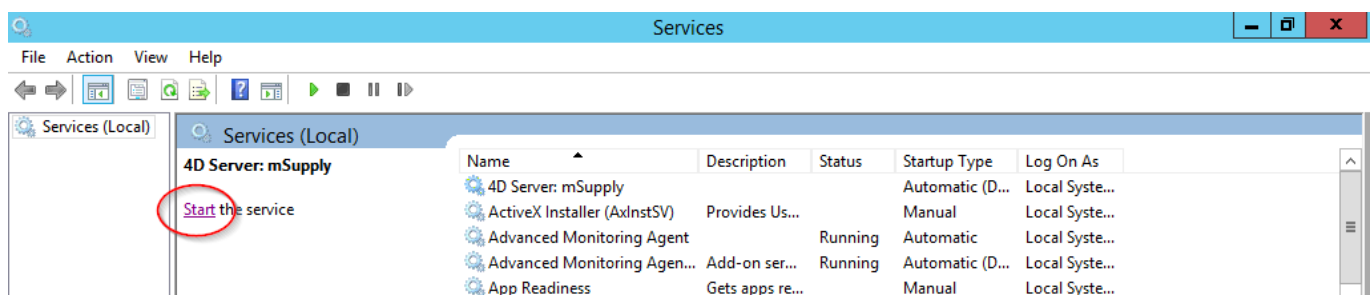 Services
File Action View Help
Services (Local)
Services (Local)
4D Server: mSupply
Start the service
Name Description Status Startup Type Log On As
4D Server: mSupply Automatic (D... Local Syste...
ActiveX Installer (AxInstSV) Provides Us... Manual Local Syste...
Advanced Monitoring Agent Running Automatic Local Syste...
Advanced Monitoring Agen... Add-on ser... Running Automatic (D... Local Syste...
App Readiness Gets apps re... Manual Local Syste...